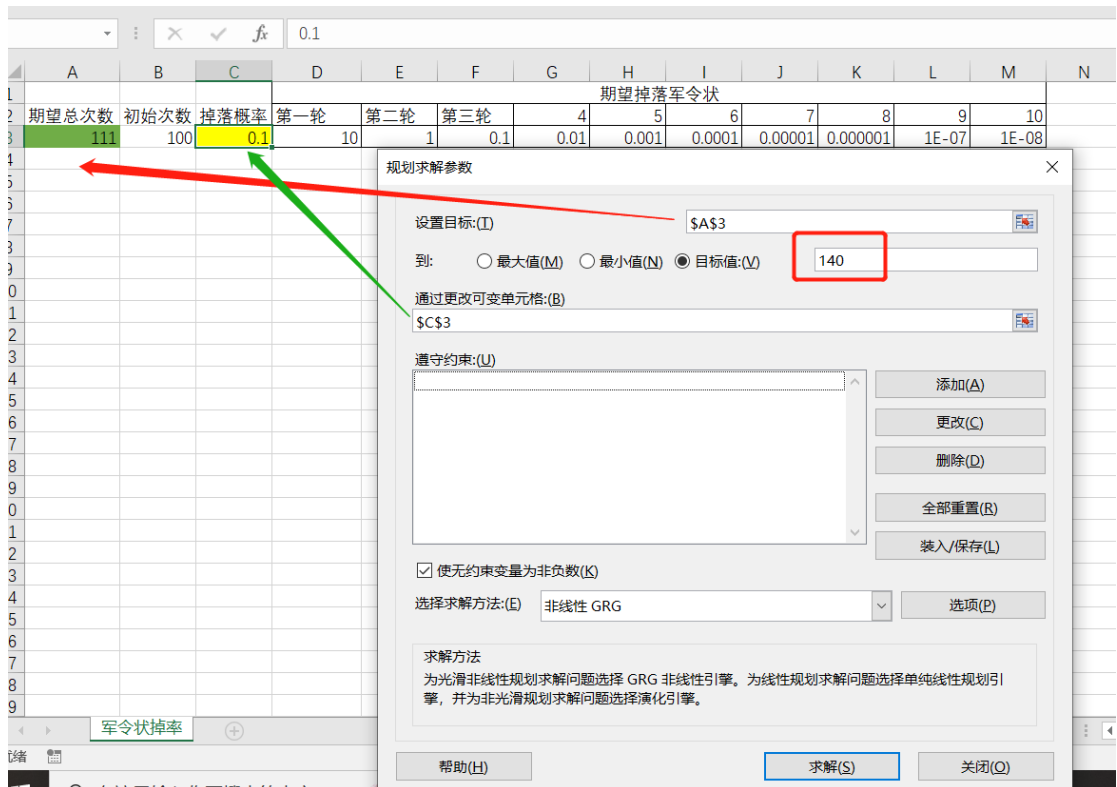 fx 0.1
A B C D E F G H I J K L M N
期望掉落军令状
期望总次数 初始次数 掉落概率 第一轮 第二轮 第三轮 4 5 6 7 8 9 10
111 100 0.1 10 1 0.1 0.01 0.001 0.0001 0.00001 0.000001 1E-07 1E-08
规划求解参数
设置目标:(T) $A$3
到: 最大值(M) 最小值(N) 目标值:(V) 140
通过更改可变单元格:(B)
$C$3
遵守约束:(U)
添加(A)
更改(C)
删除(D)
全部重置(R)
装入/保存(L)
使无约束变量为非负数(K)
选择求解方法:(E) 非线性 GRG 选项(P)
求解方法
为光滑非线性规划求解问题选择 GRG 非线性引擎。为线性规划求解问题选择单纯线性规划引
擎，并为非光滑规划求解问题选择演化引擎。
军令状掉率
帮助(H) 求解(S) 关闭(O)